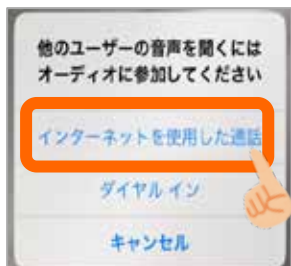 他のユーザーの音声を聞くには
オーディオに参加してください
インターネットを使用した通話
ダイヤルイン
キャンセル